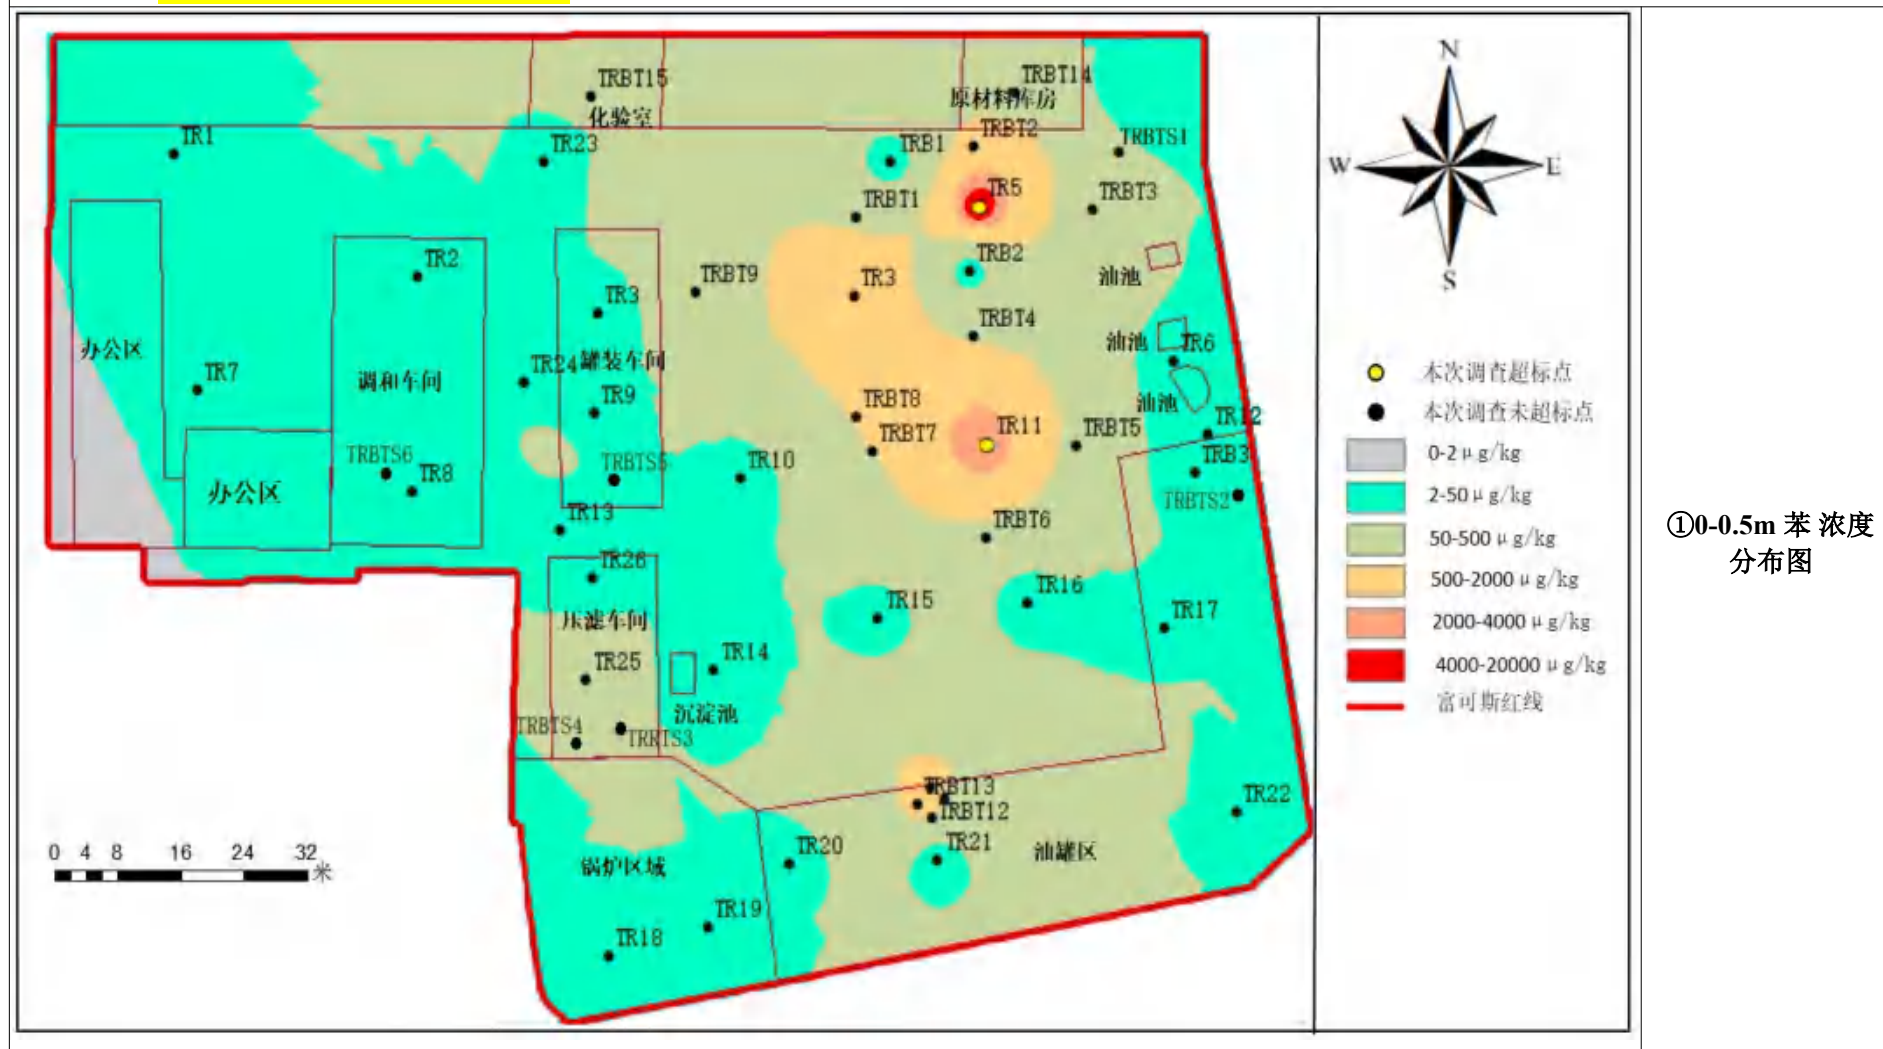 TRBT15
化验室
TRBT14
原材料库房
TR1
TR23
TRB1
TRBT2
TRBTS1
TR5
TRBT1
TRBT3
TR2
TRBT9
TR3
TRB2
油池
TR3
TRBT4
油池
TR6
办公区
TR7
调和车间
TR24
罐装车间
TR9
TRBT8
油池
TR12
TRBT7
TR11
TRBT5
TRBTS6
TR8
TRBTS5
TR10
TRB3
TRBTS2
办公区
TR13
TRBT6
TR26
压滤车间
TR15
TR16
TR17
TR25
TR14
沉淀池
TRBTS4
TRBTS3
TRBT13
TRBT12
TR22
TR20
TR21
油罐区
锅炉区域
TR19
TR18
0 4 8 16 24 32
米
N
W
E
S
本次调查超标点
本次调查未超标点
0-2μg/kg
2-50μg/kg
50-500μg/kg
500-2000μg/kg
2000-4000μg/kg
4000-20000μg/kg
富可斯红线
①0-0.5m 苯 浓度
分布图